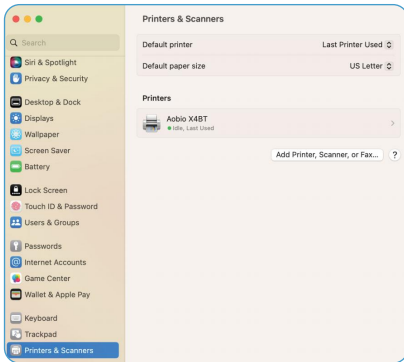 Printers & Scanners
Search
Siri & Spotlight
Privacy & Security
Desktop & Dock
Displays
Wallpaper
Screen Saver
Battery
Lock Screen
Touch ID & Password
Users & Groups
Passwords
Internet Accounts
Game Center
Wallet & Apple Pay
Keyboard
Trackpad
Printers & Scanners
Default printer Last Printer Used
Default paper size US Letter
Printers
Aobio X4BT
Idle, Last Used
Add Printer, Scanner, or Fax... ?